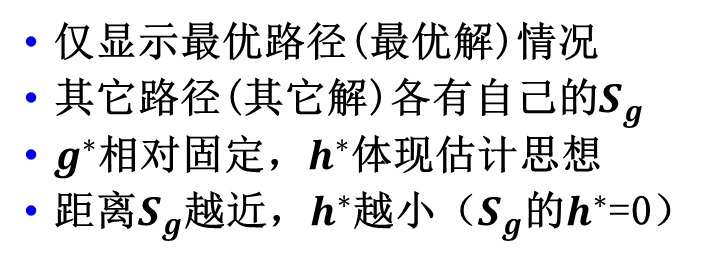 • 仅显示最优路径(最优解)情况
• 其它路径(其它解)各有自己的S_g
• g*相对固定，h*体现估计思想
• 距离S_g越近，h*越小（S_g的h*=0）